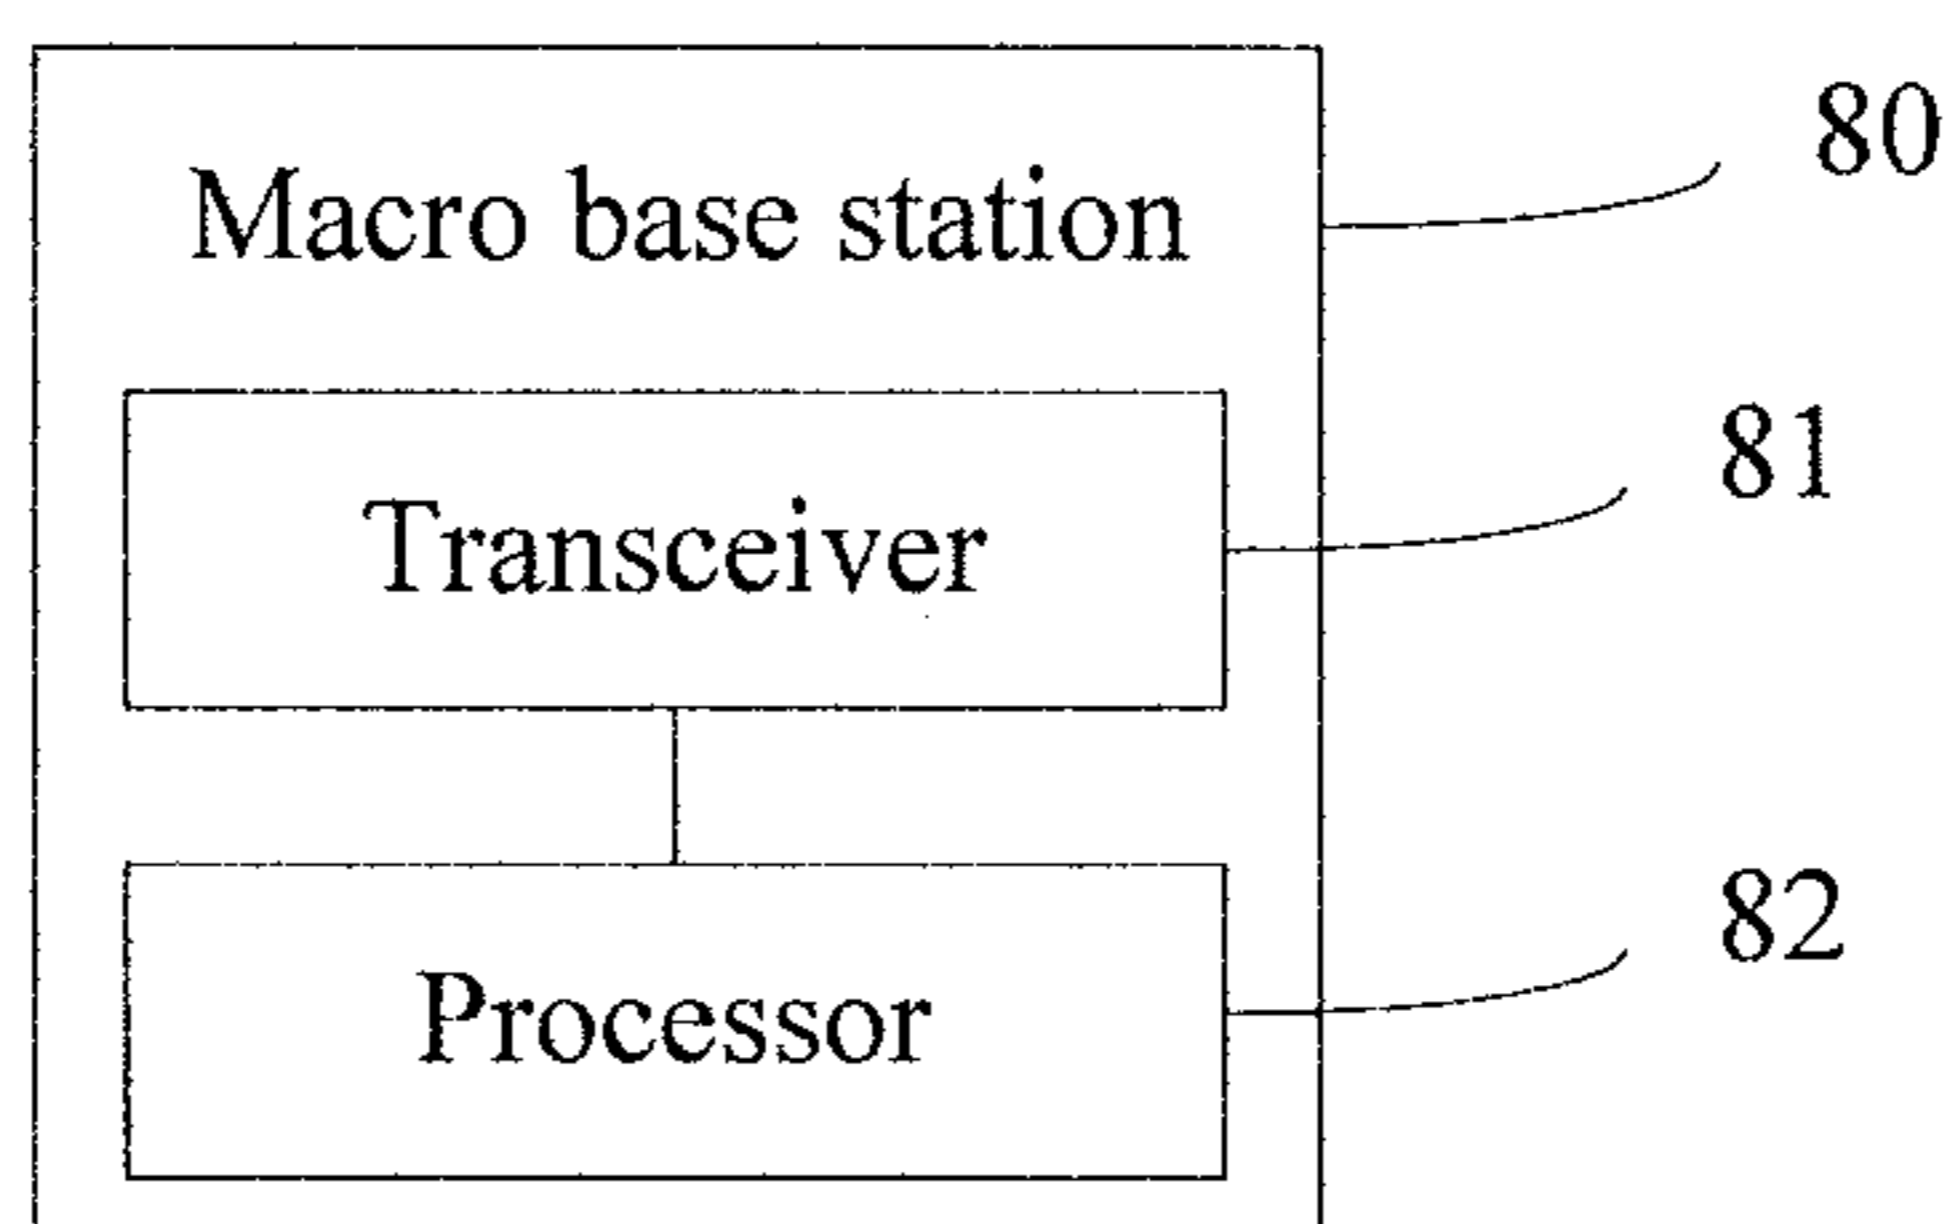 80
Macro base station
81
Transceiver
82
Processor